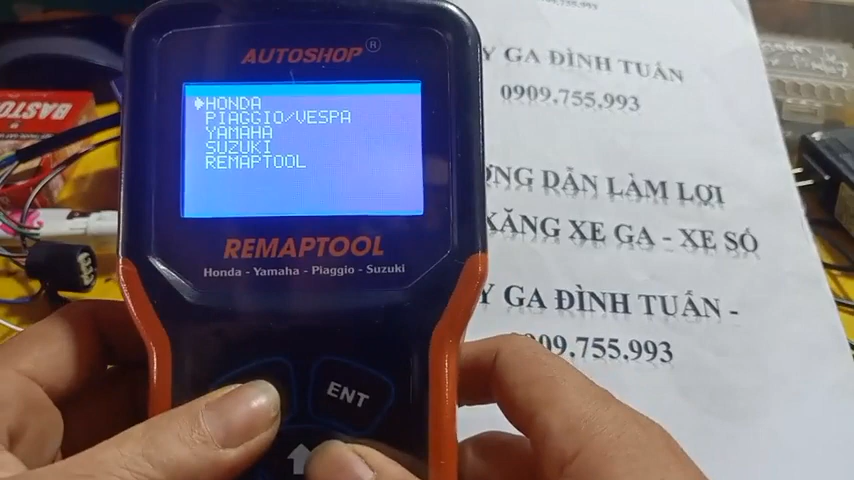 AUTOSHOP®
HONDA
PIAGGIO/VESPA
YAMAHA
SUZUKI
REMAPTOOL
REMAPTOOL
Honda - Yamaha - Piaggio - Suzuki
ENT
BASTO
Y GA ĐÌNH TUẤN
0909.755.993
DẪN LÀM LỢI
XĂNG XE GA - XE SỐ
Y GA ĐÌNH TUẤN -
909.755.993